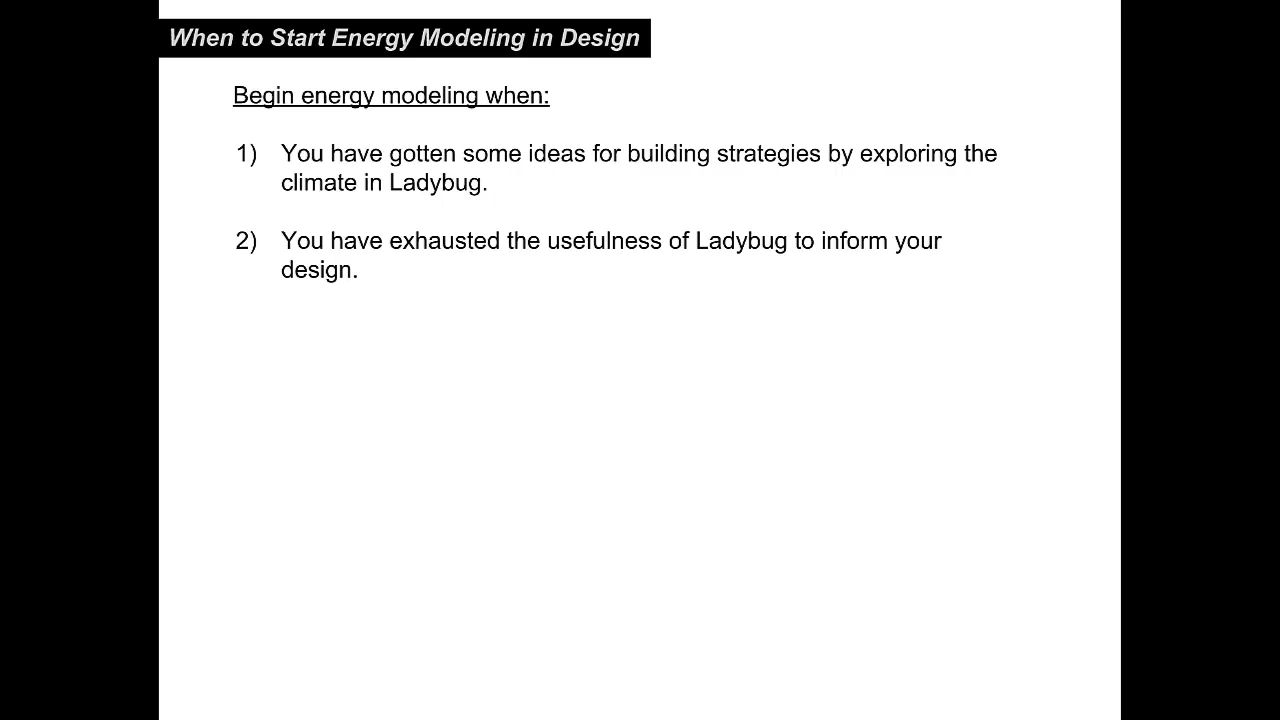 When to Start Energy Modeling in Design
Begin energy modeling when:
1) You have gotten some ideas for building strategies by exploring the
climate in Ladybug.
2) You have exhausted the usefulness of Ladybug to inform your
design.